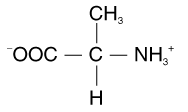 CH₃
⁻OOC — C — NH₃⁺
H